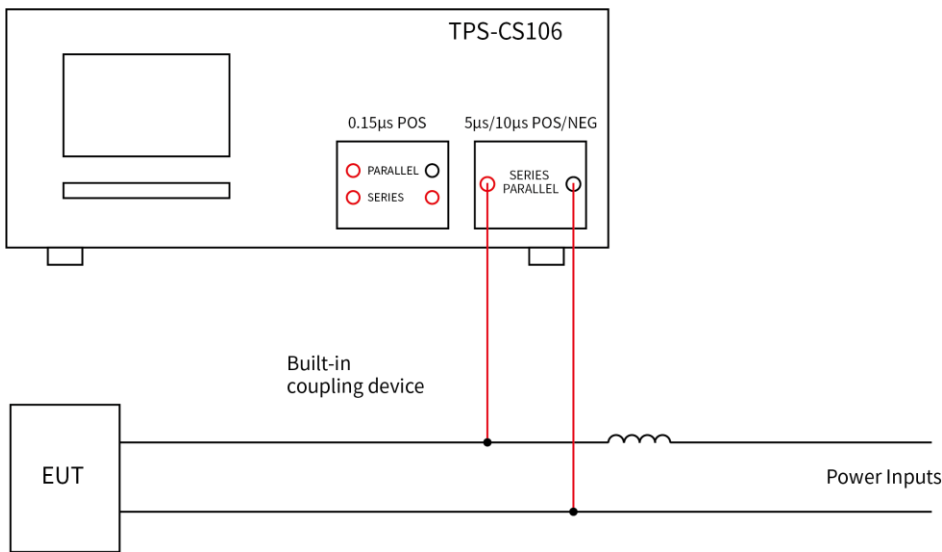 TPS-CS106
0.15μs POS
5μs/10μs POS/NEG
PARALLEL
SERIES
SERIES
PARALLEL
Built-in
coupling device
EUT
Power Inputs